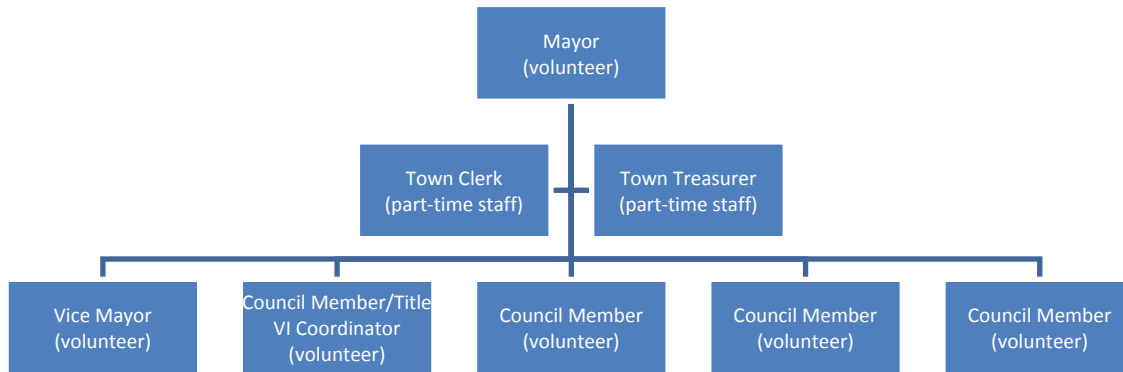 Mayor
(volunteer)
Town Clerk
(part-time staff)
Town Treasurer
(part-time staff)
Vice Mayor
(volunteer)
Council Member/Title
VI Coordinator
(volunteer)
Council Member
(volunteer)
Council Member
(volunteer)
Council Member
(volunteer)